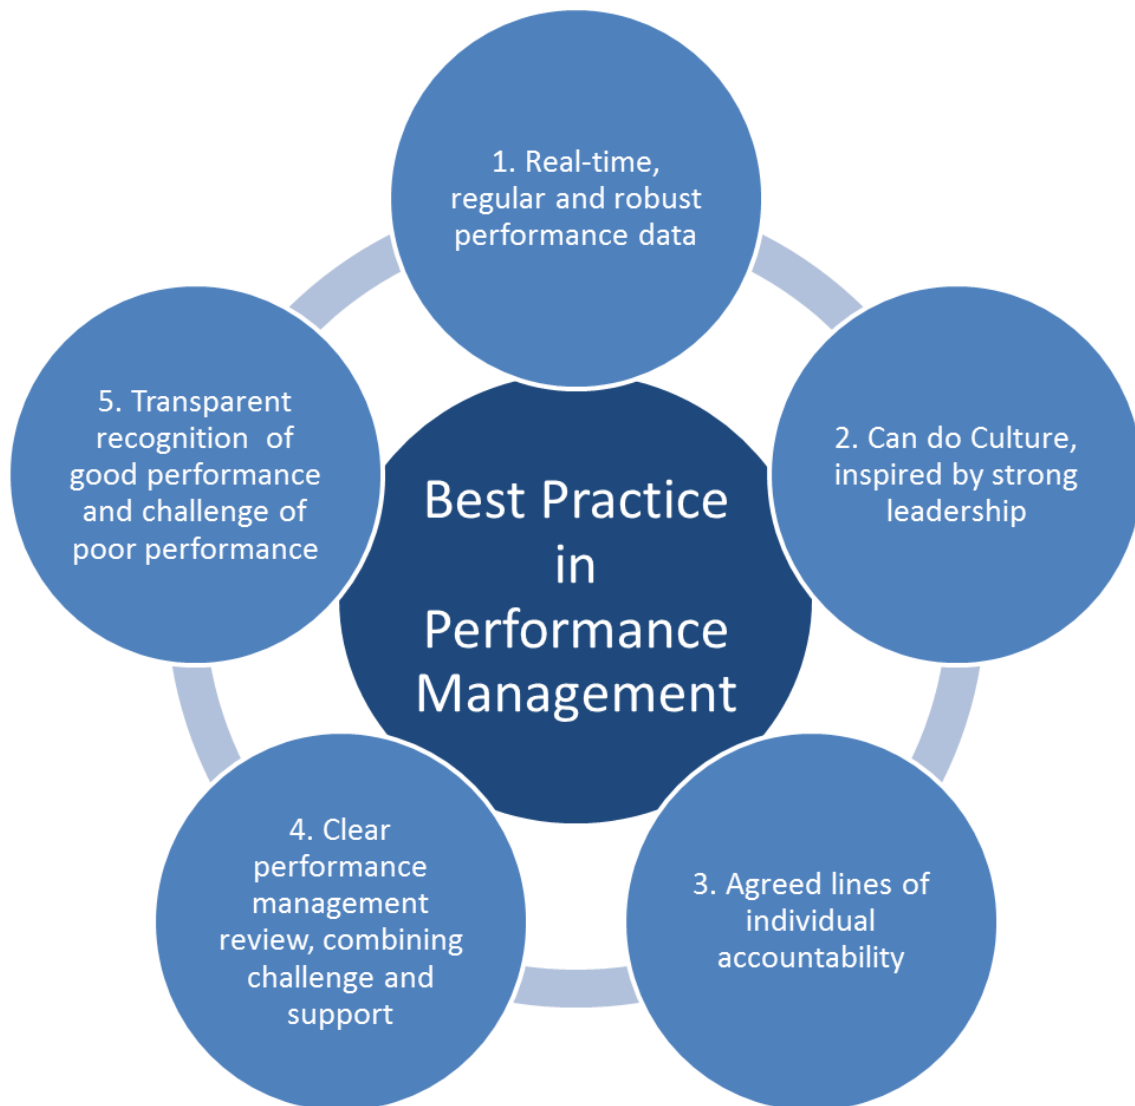 1. Real-time,
regular and robust
performance data
2. Can do Culture,
inspired by strong
leadership
3. Agreed lines of
individual
accountability
4. Clear
performance
management
review, combining
challenge and
support
5. Transparent
recognition  of
good performance
and challenge of
poor performance
Best Practice
in
Performance
Management